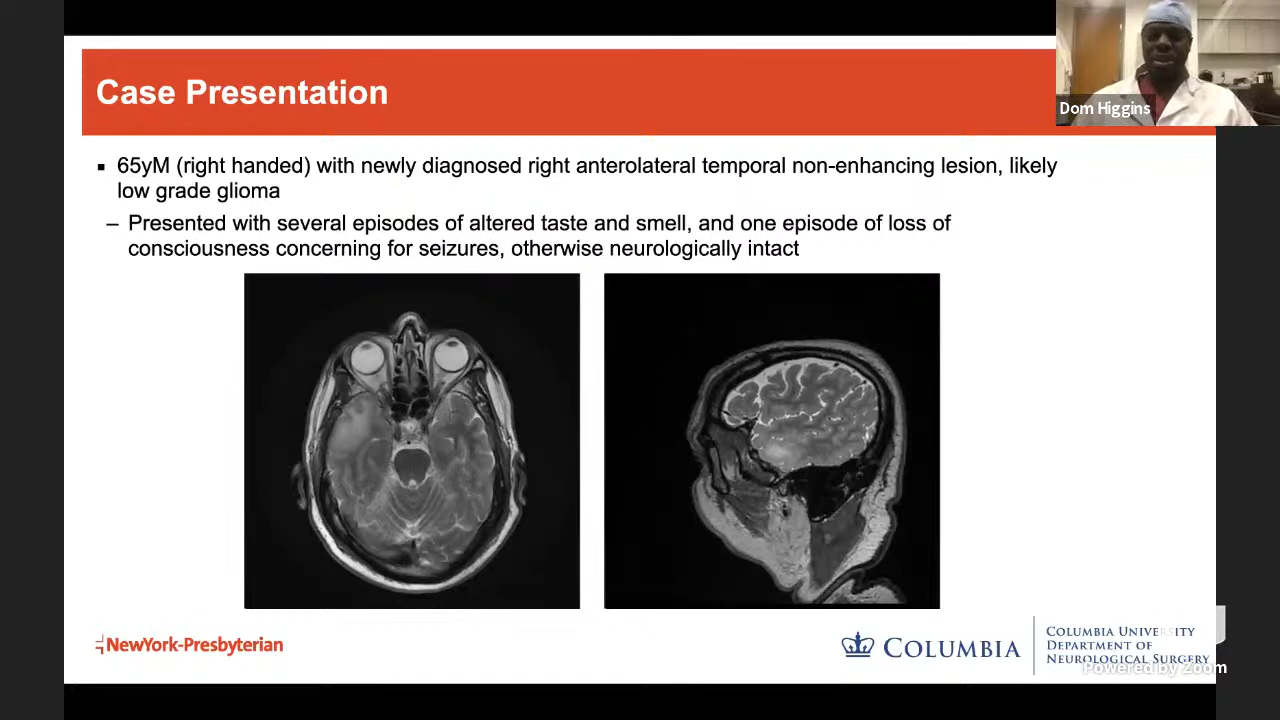 Case Presentation
Dom Higgins
▪ 65yM (right handed) with newly diagnosed right anterolateral temporal non-enhancing lesion, likely
low grade glioma
– Presented with several episodes of altered taste and smell, and one episode of loss of
consciousness concerning for seizures, otherwise neurologically intact
NewYork-Presbyterian
COLUMBIA
COLUMBIA UNIVERSITY
DEPARTMENT OF
NEUROLOGICAL SURGERY
Powered by Zoom